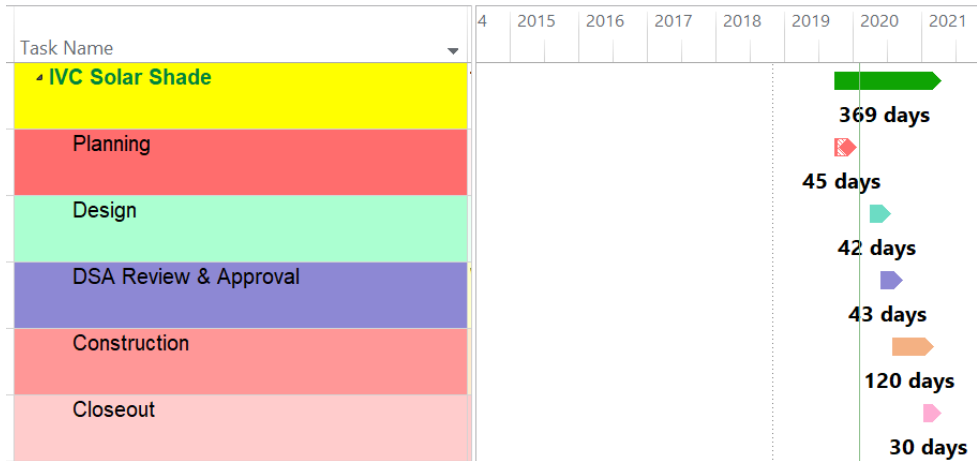 4 2015 2016 2017 2018 2019 2020 2021
Task Name
IVC Solar Shade
369 days
Planning
45 days
Design
42 days
DSA Review & Approval
43 days
Construction
120 days
Closeout
30 days